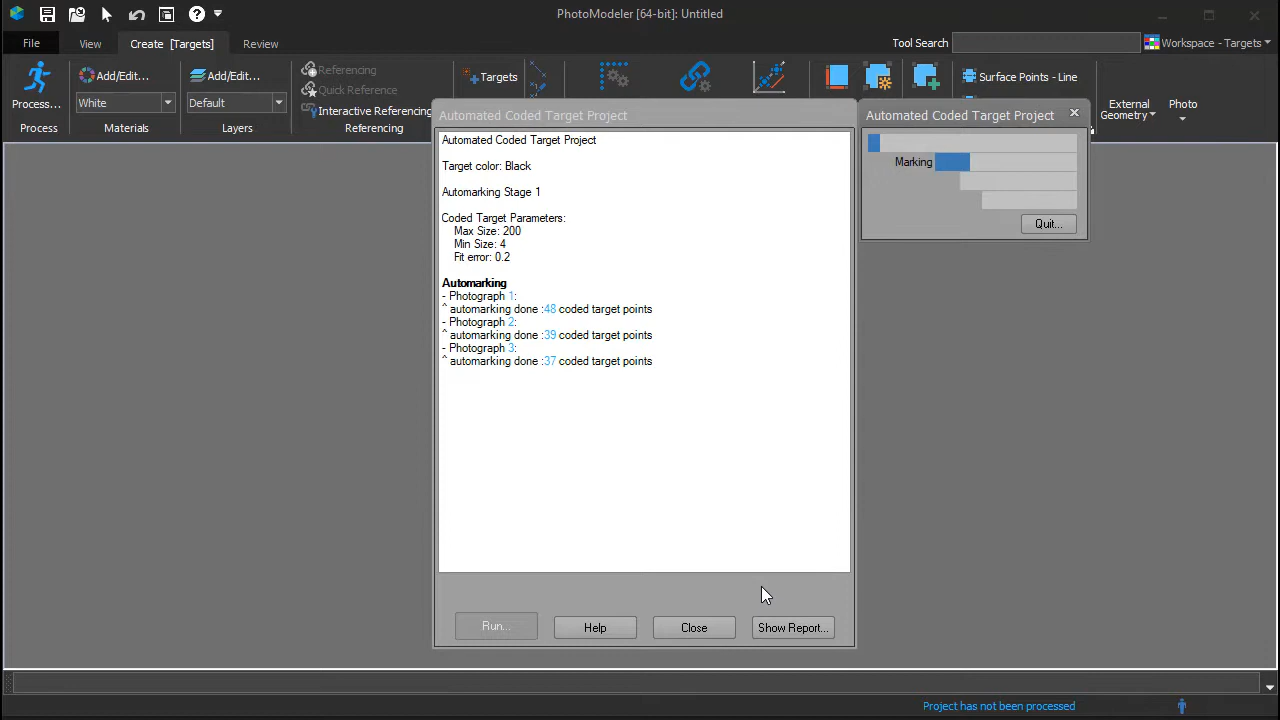 PhotoModeler [64-bit]: Untitled
File View Create [Targets] Review Tool Search Workspace - Targets
Process...
Process
Add/Edit...
White
Materials
Add/Edit...
Default
Layers
Referencing
Quick Reference
Interactive Referencing
Referencing
Targets
Surface Points - Line
External
Geometry
Photo
Automated Coded Target Project
Automated Coded Target Project
Target color: Black
Automarking Stage 1
Coded Target Parameters:
Max Size: 200
Min Size: 4
Fit error: 0.2
Automarking
- Photograph 1:
^ automarking done :48 coded target points
- Photograph 2:
^ automarking done :39 coded target points
- Photograph 3:
^ automarking done :37 coded target points
Run... Help Close Show Report...
Automated Coded Target Project
Marking
Quit...
Project has not been processed